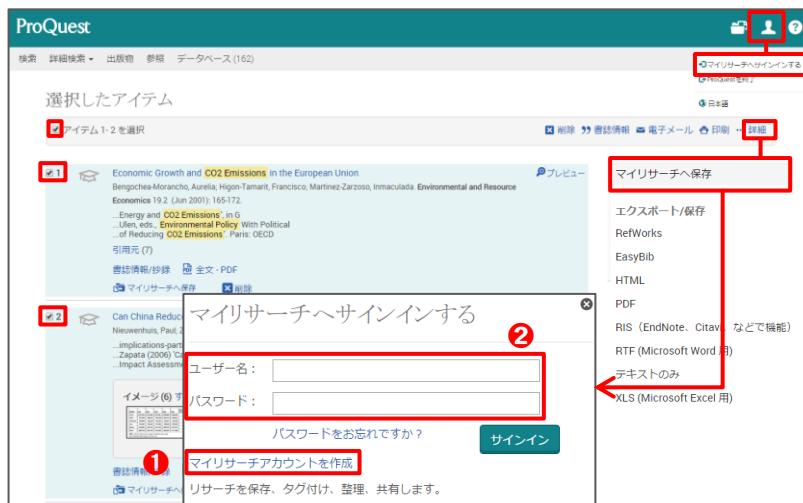 ProQuest
検索 詳細検索 出版物 参照 データベース (162)
マイリサーチへサインインする
ProQuestを終了
日本語
選択したアイテム
アイテム 1- 2 を選択
削除 書誌情報 電子メール 印刷 ... 詳細
1
Economic Growth and CO2 Emissions in the European Union
プレビュー
Bengochea-Morancho, Aurelia; Higon-Tamarit, Francisco; Martinez-Zarzoso, Inmaculada. Environmental and Resource
Economics 19.2 (Jun 2001): 165-172.
...Energy and CO2 Emissions', in G
...Ulen, eds., Environmental Policy With Political
...of Reducing CO2 Emissions'. Paris: OECD
引用元 (7)
書誌情報/抄録 全文 - PDF
マイリサーチへ保存 削除
マイリサーチへ保存
エクスポート/保存
RefWorks
EasyBib
HTML
PDF
RIS（EndNote、Citavi、などで機能）
RTF (Microsoft Word 用)
テキストのみ
XLS (Microsoft Excel 用)
2
Can China Reduc
Nieuwenhuis, Paul; Z
...implications-part
...Zapata (2006) 'Ca
...Impact Assessme
イメージ (6) す
書誌情報 録
マイリサーチへ
マイリサーチへサインインする
2
ユーザー名：
パスワード：
パスワードをお忘れですか？
サインイン
1
マイリサーチアカウントを作成
リサーチを保存、タグ付け、整理、共有します。